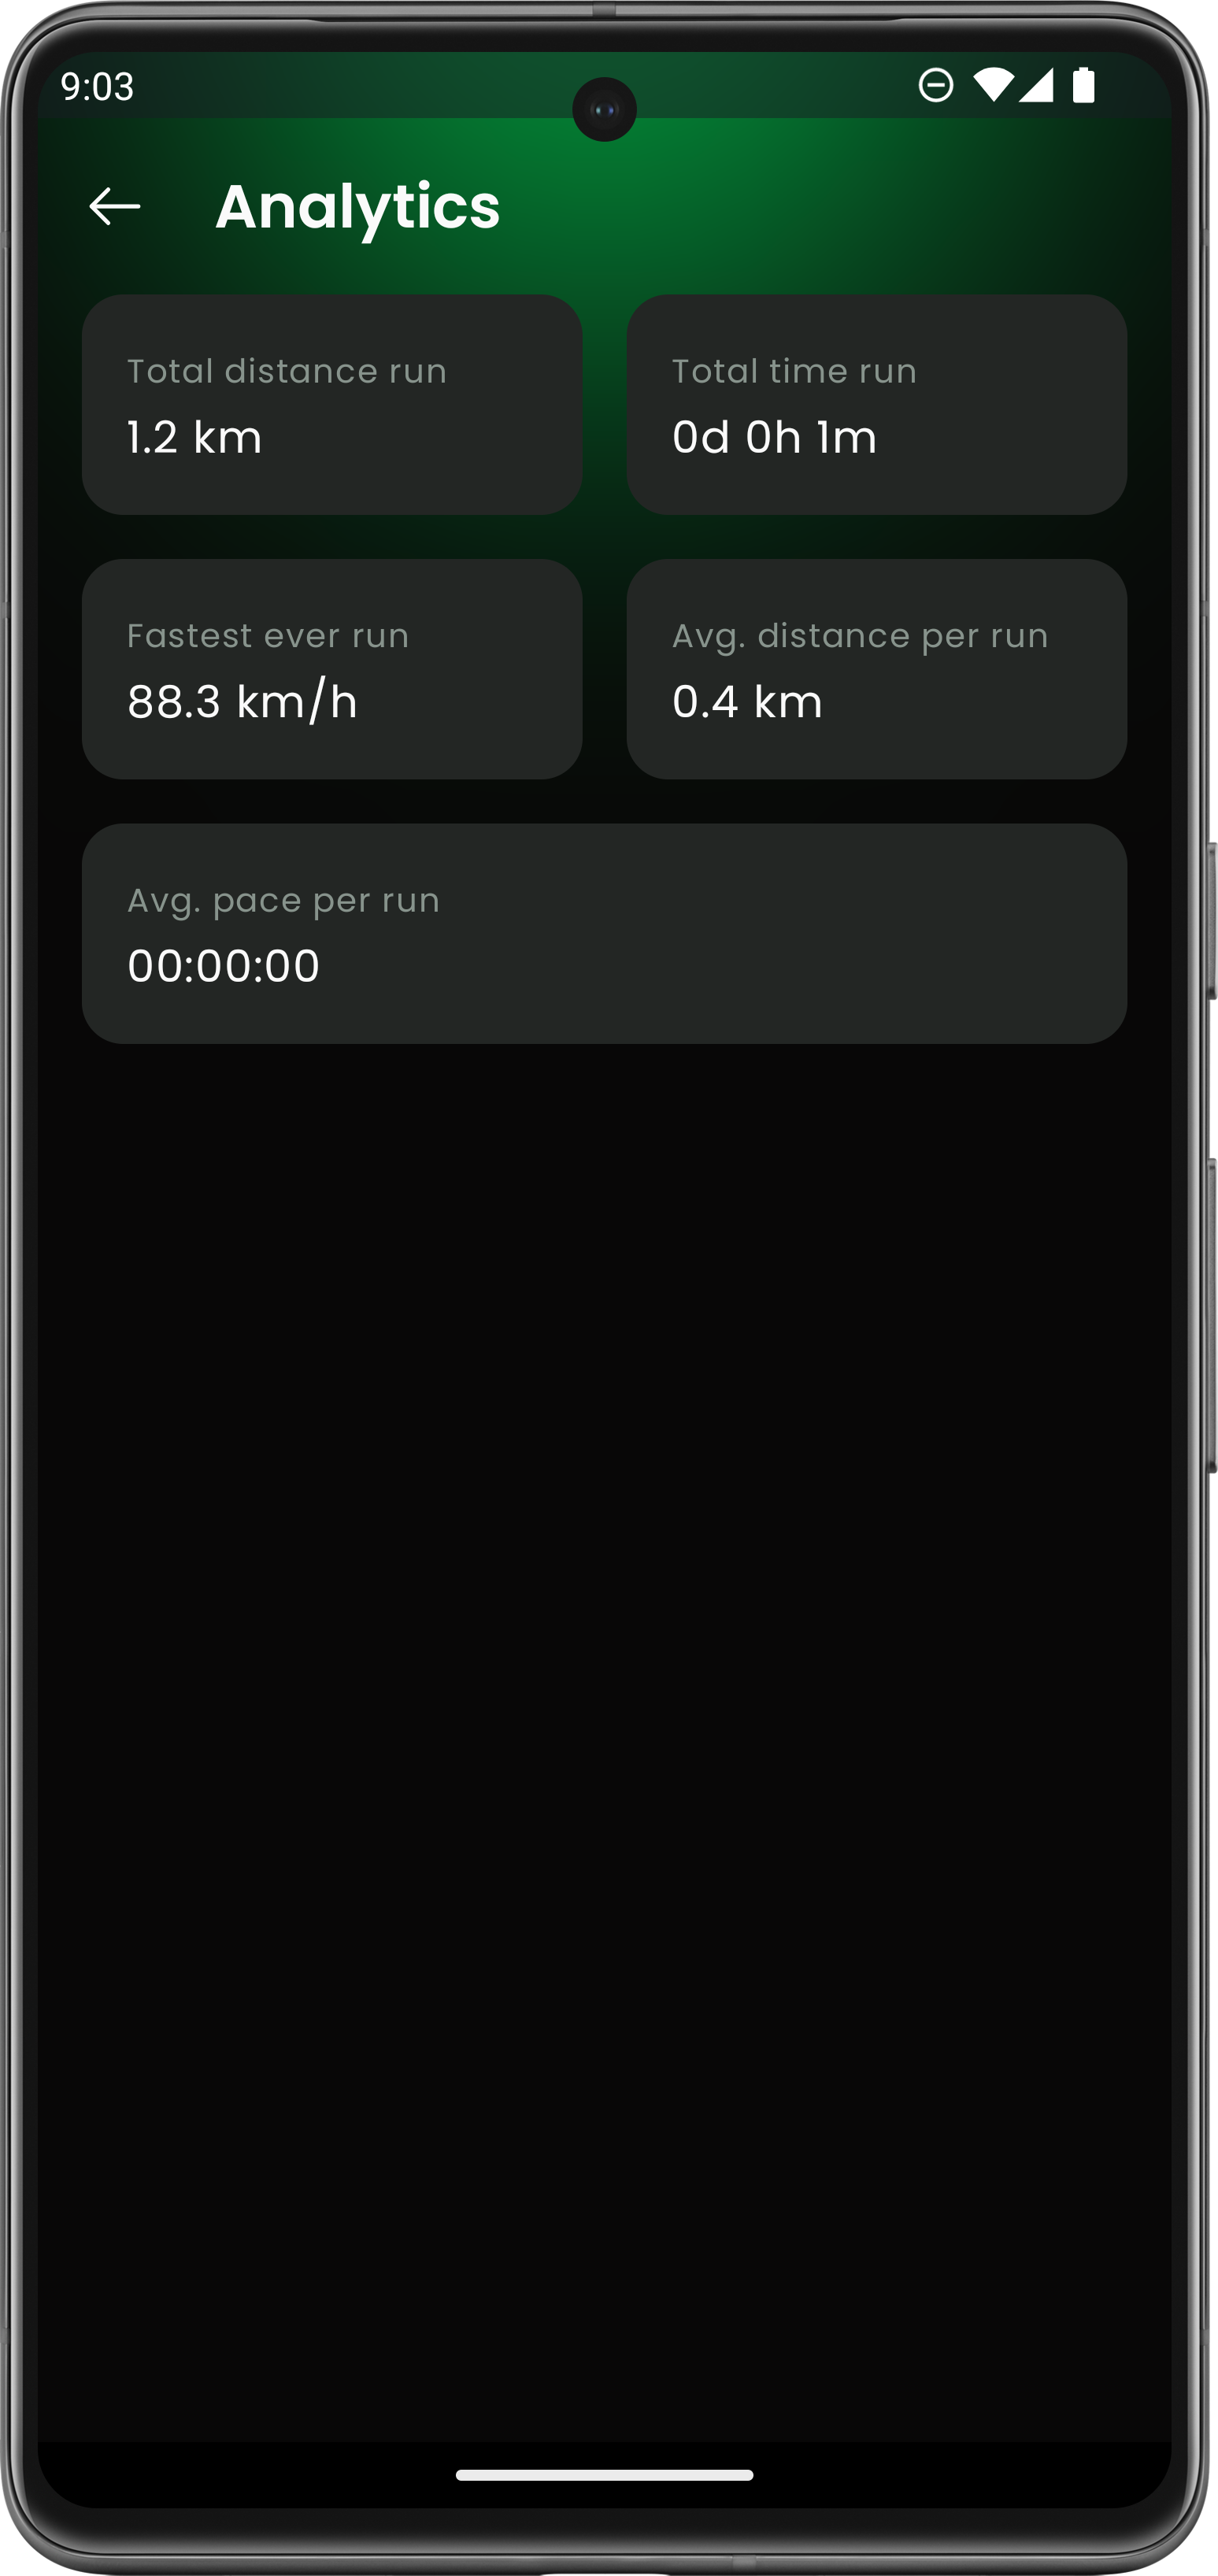 9:03
Analytics
Total distance run
1.2 km
Total time run
0d 0h 1m
Fastest ever run
88.3 km/h
Avg. distance per run
0.4 km
Avg. pace per run
00:00:00